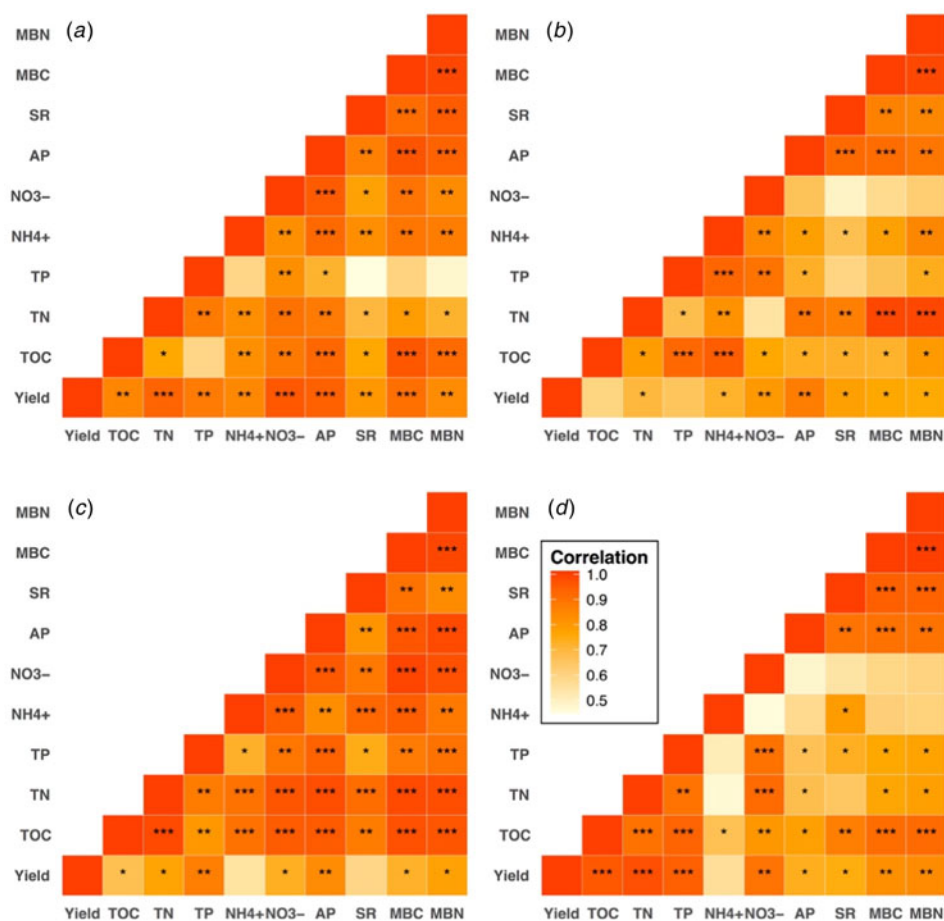 (a)
MBN
MBC ***
SR *** ***
AP ** *** ***
NO3− *** * ** **
NH4+ ** *** ** ** **
TP ** *
TN ** ** ** ** * * *
TOC * ** ** *** * *** ***
Yield ** *** ** ** *** *** ** *** **
Yield TOC TN TP NH4+ NO3− AP SR MBC MBN
(b)
MBN
MBC ***
SR ** **
AP *** *** **
NO3−
NH4+ ** * * * **
TP *** ** * *
TN * ** ** ** *** ***
TOC * *** *** * * * * *
Yield * * ** ** * * *
Yield TOC TN TP NH4+ NO3− AP SR MBC MBN
(c)
MBN
MBC ***
SR ** **
AP ** *** ***
NO3− *** ** *** ***
NH4+ *** ** *** *** **
TP * ** *** * ** **
TN ** *** *** *** *** *** ***
TOC *** ** *** *** *** ** *** ***
Yield * * ** * ** * *
Yield TOC TN TP NH4+ NO3− AP SR MBC MBN
(d)
MBN
MBC ***
SR *** ***
AP ** *** **
NO3−
NH4+ *
TP *** * * * *
TN ** *** * * *
TOC *** *** * ** * ** *** ***
Yield *** *** *** ** * * ** **
Yield TOC TN TP NH4+ NO3− AP SR MBC MBN
Correlation
1.0
0.9
0.8
0.7
0.6
0.5